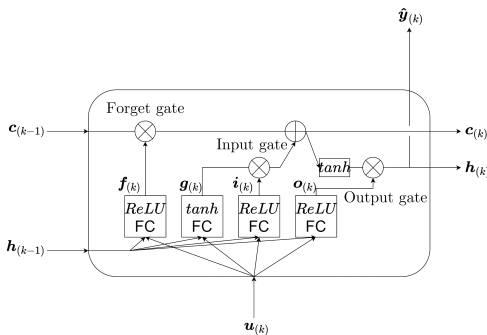 ŷ(k)
Forget gate
c(k−1)
c(k)
Input gate
tanh
h(k)
f(k)
g(k)
i(k)
o(k)
Output gate
ReLU
FC
tanh
FC
ReLU
FC
ReLU
FC
h(k−1)
u(k)